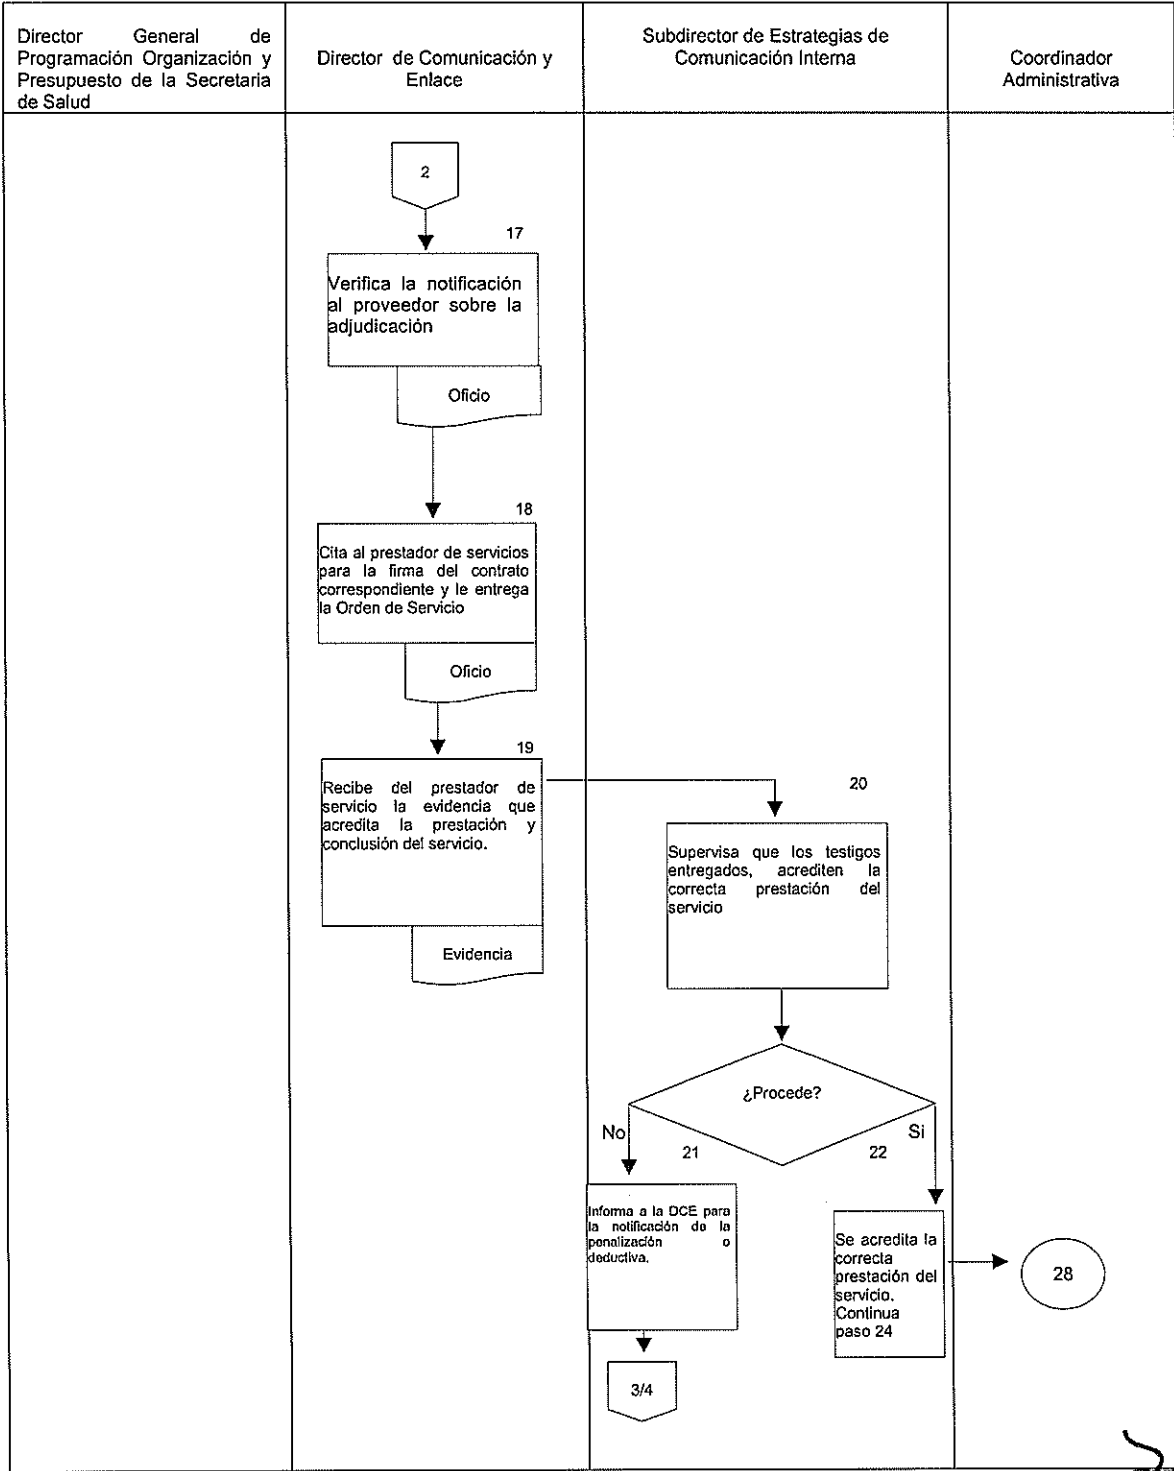 Director General de
Programación Organización y
Presupuesto de la Secretaria
de Salud
Director de Comunicación y
Enlace
Subdirector de Estrategias de
Comunicación Interna
Coordinador
Administrativa
2
17
Verifica la notificación
al proveedor sobre la
adjudicación
Oficio
18
Cita al prestador de servicios
para la firma del contrato
correspondiente y le entrega
la Orden de Servicio
Oficio
19
Recibe del prestador de
servicio la evidencia que
acredita la prestación y
conclusión del servicio.
Evidencia
20
Supervisa que los testigos
entregados, acrediten la
correcta prestación del
servicio
¿Procede?
No
21
22
Si
Informa a la DCE para
la notificación de la
penalización o
deductiva.
Se acredita la
correcta
prestación del
servicio.
Continua
paso 24
28
3/4